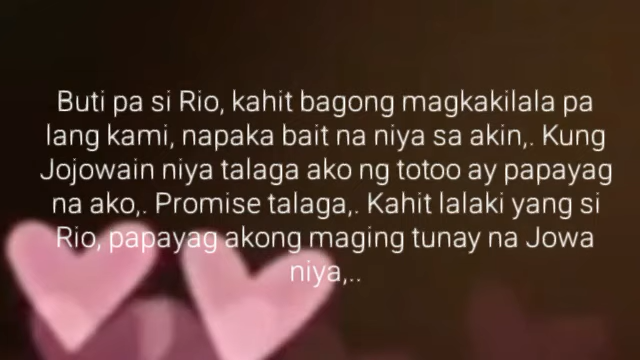 Buti pa si Rio, kahit bagong magkakilala pa
lang kami, napaka bait na niya sa akin,. Kung
Jojowain niya talaga ako ng totoo ay papayag
na ako,. Promise talaga,. Kahit lalaki yang si
Rio, papayag akong maging tunay na Jowa
niya,..